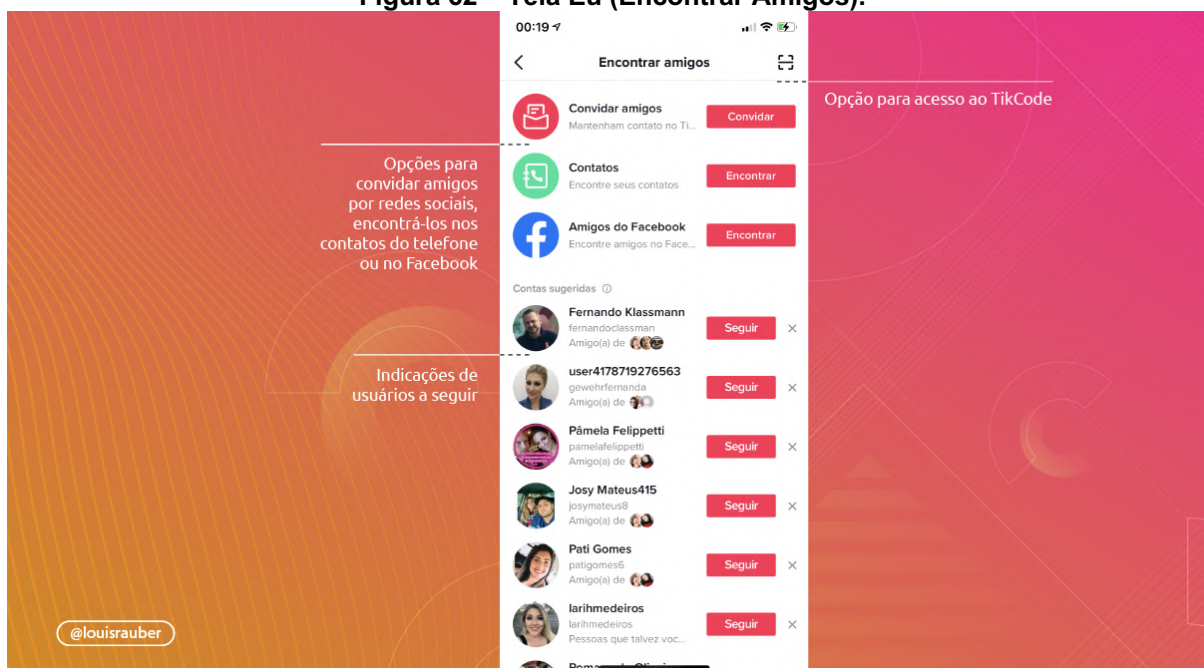 Figura 62 – Tela Eu (Encontrar Amigos).
00:19
Encontrar amigos
Opção para acesso ao TikCode
Convidar amigos
Mantenham contato no Ti...
Convidar
Opções para
convidar amigos
por redes sociais,
encontrá-los nos
contatos do telefone
ou no Facebook
Contatos
Encontre seus contatos
Encontrar
Amigos do Facebook
Encontre amigos no Face...
Encontrar
Contas sugeridas
Fernando Klassmann
fernandoclassman
Amigo(a) de
Seguir
Indicações de
usuários a seguir
user4178719276563
gewehrfernanda
Amigo(a) de
Seguir
Pâmela Felippetti
pamelafelippetti
Amigo(a) de
Seguir
Josy Mateus415
josymateus8
Amigo(a) de
Seguir
Pati Gomes
patigomes6
Amigo(a) de
Seguir
larihmedeiros
larihmedeiros
Pessoas que talvez voc...
Seguir
@louisrauber